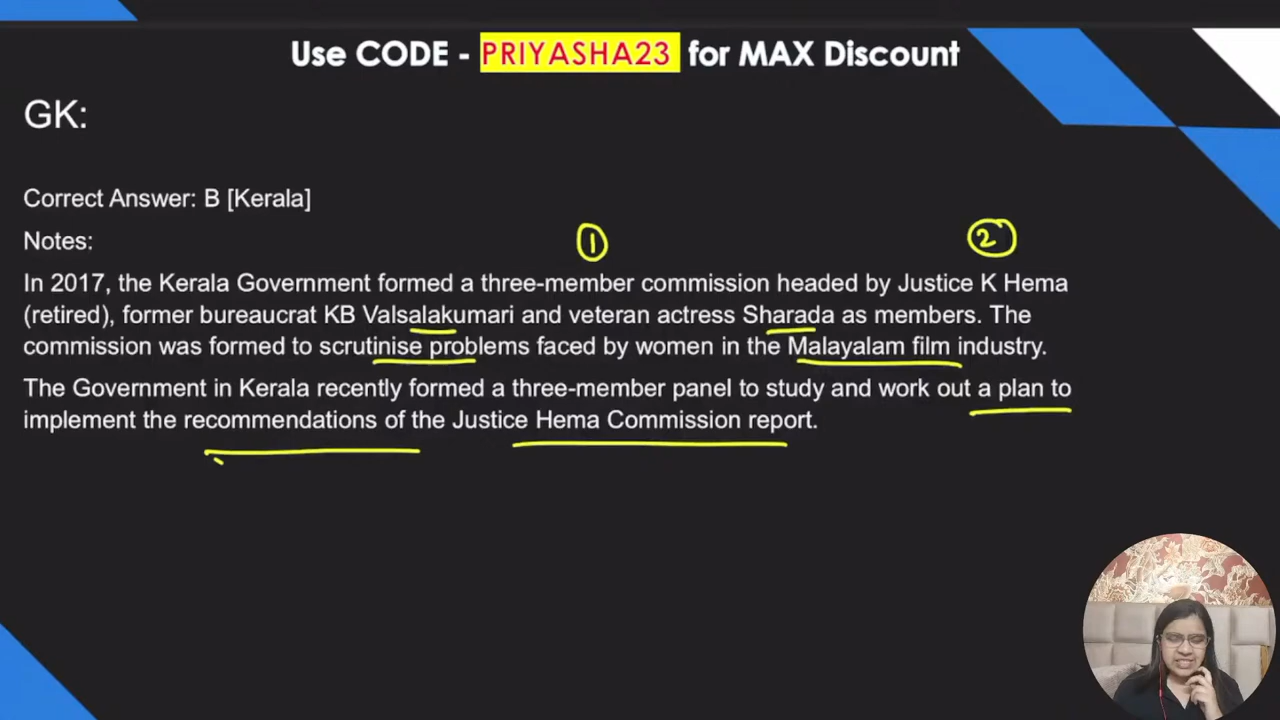 Use CODE - PRIYASHA23 for MAX Discount
GK:
Correct Answer: B [Kerala]
Notes:
1 2
In 2017, the Kerala Government formed a three-member commission headed by Justice K Hema
(retired), former bureaucrat KB Valsalakumari and veteran actress Sharada as members. The
commission was formed to scrutinise problems faced by women in the Malayalam film industry.
The Government in Kerala recently formed a three-member panel to study and work out a plan to
implement the recommendations of the Justice Hema Commission report.